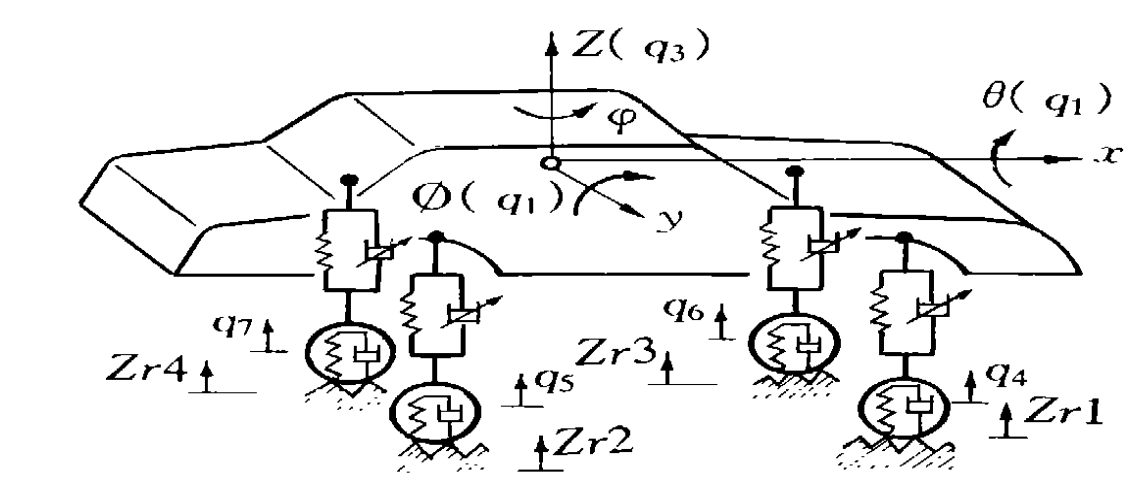 Z( q3)
θ( q1)
φ
x
Ø( q1)
y
q7
q6
Zr4
Zr3
q5
q4
Zr1
Zr2